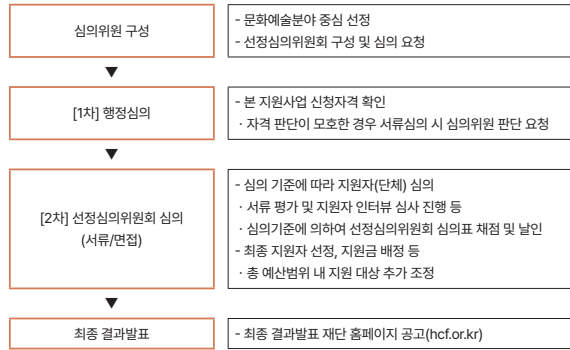 심의위원 구성
- 문화예술분야 중심 선정
- 선정심의위원회 구성 및 심의 요청
▼
[1차] 행정심의
- 본 지원사업 신청자격 확인
· 자격 판단이 모호한 경우 서류심의 시 심의위원 판단 요청
▼
[2차] 선정심의위원회 심의
(서류/면접)
- 심의 기준에 따라 지원자(단체) 심의
· 서류 평가 및 지원자 인터뷰 심사 진행 등
· 심의기준에 의하여 선정심의위원회 심의표 채점 및 날인
- 최종 지원자 선정, 지원금 배정 등
· 총 예산범위 내 지원 대상 추가 조정
▼
최종 결과발표
- 최종 결과발표 재단 홈페이지 공고(hcf.or.kr)